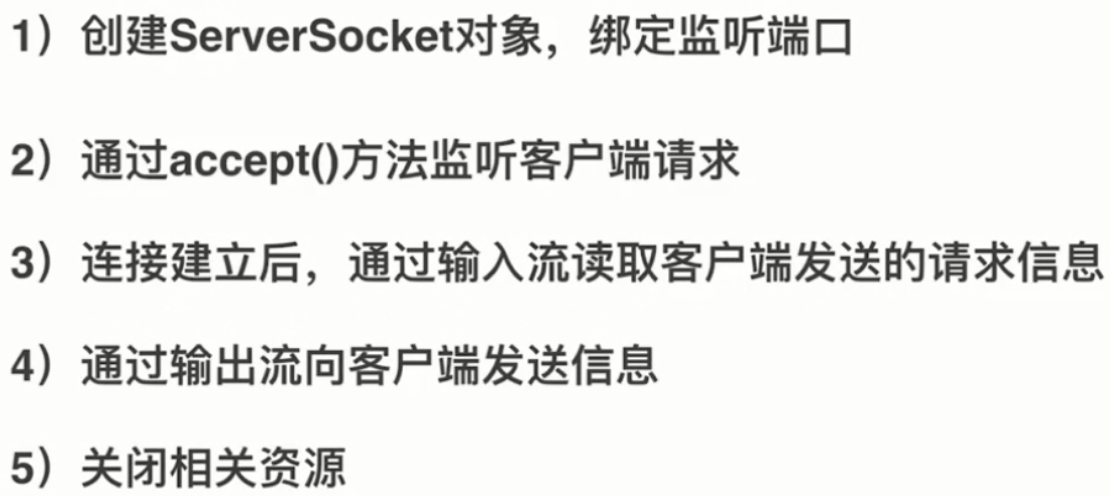 1）创建ServerSocket对象，绑定监听端口
2）通过accept()方法监听客户端请求
3）连接建立后，通过输入流读取客户端发送的请求信息
4）通过输出流向客户端发送信息
5）关闭相关资源